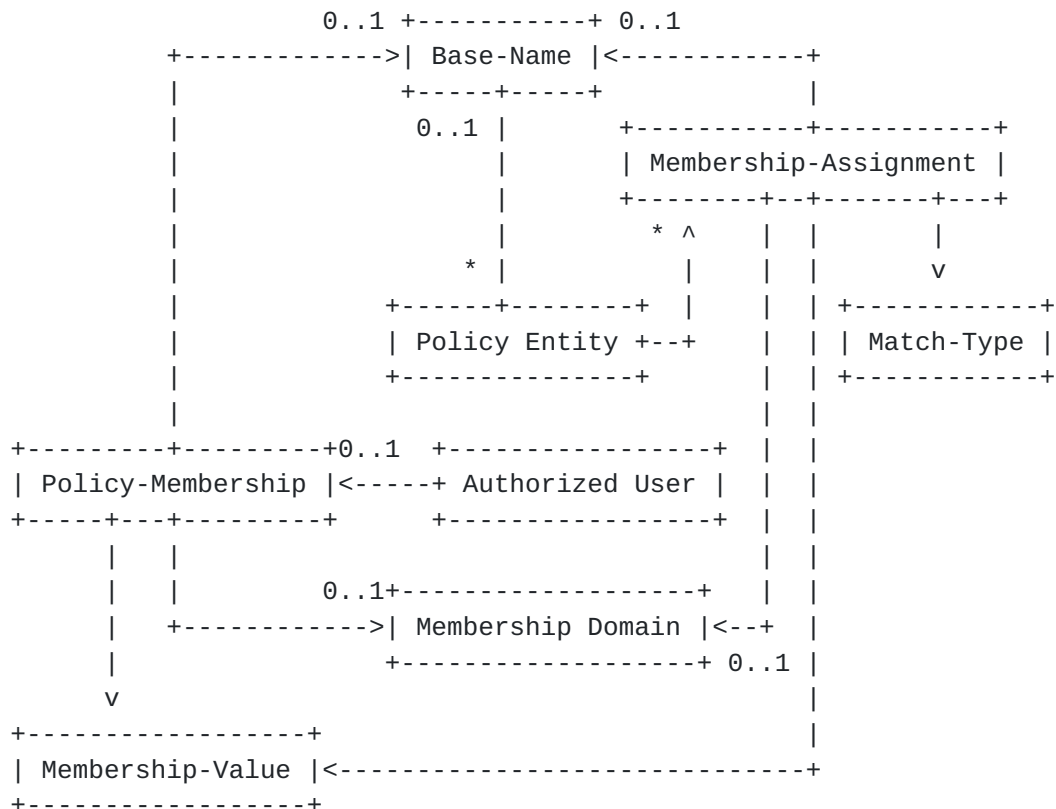 0..1 +-----------+ 0..1
+------------->| Base-Name |<------------+
| +-----+-----+ |
| 0..1 | +-----------+-----------+
| | | Membership-Assignment |
| | +--------+--+-------+---+
| | * ^ | | |
| * | | | | v
| +------+--------+ | | | +------------+
| | Policy Entity +--+ | | | Match-Type |
| +---------------+ | | +------------+
| | |
+---------+---------+0..1 +-----------------+ | |
| Policy-Membership |<-----+ Authorized User | | |
+-----+---+---------+ +-----------------+ | |
| | | |
| | 0..1+-------------------+ | |
| +------------>| Membership Domain |<--+ |
| +-------------------+ 0..1 |
v |
+------------------+ |
| Membership-Value |<-----------------------------+
+------------------+